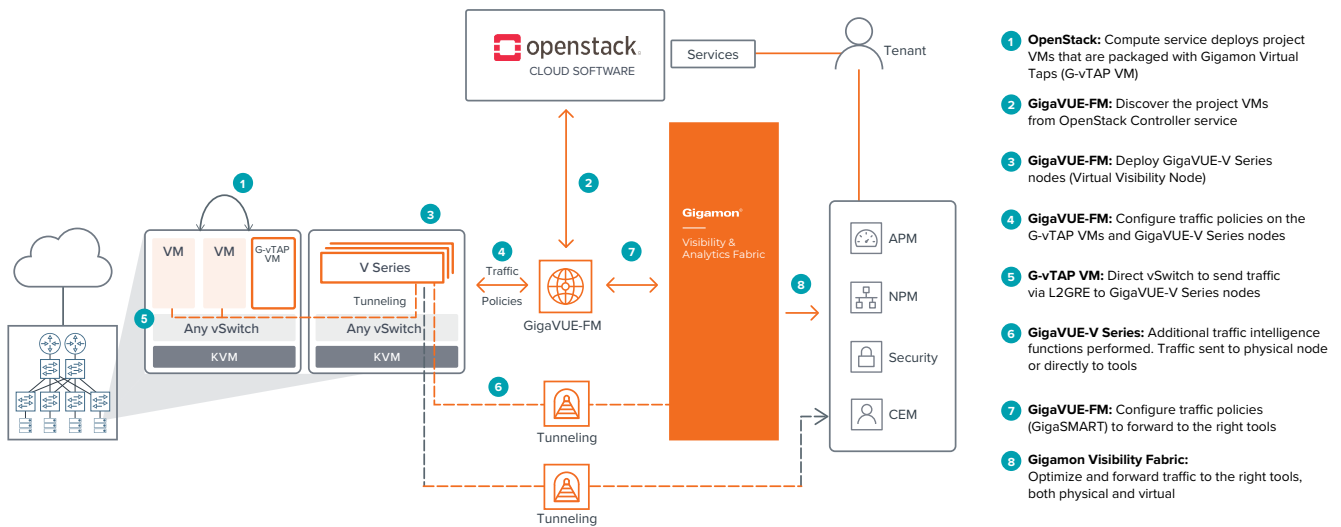 openstack.
CLOUD SOFTWARE
Services
Tenant
1
2
3
VM
VM
G-vTAP
VM
V Series
Tunneling
5
Any vSwitch
Any vSwitch
KVM
KVM
4
Traffic
Policies
GigaVUE-FM
7
Gigamon®
Visibility &
Analytics Fabric
8
APM
NPM
Security
CEM
6
Tunneling
Tunneling
1 OpenStack: Compute service deploys project
VMs that are packaged with Gigamon Virtual
Taps (G-vTAP VM)
2 GigaVUE-FM: Discover the project VMs
from OpenStack Controller service
3 GigaVUE-FM: Deploy GigaVUE-V Series
nodes (Virtual Visibility Node)
4 GigaVUE-FM: Configure traffic policies on the
G-vTAP VMs and GigaVUE-V Series nodes
5 G-vTAP VM: Direct vSwitch to send traffic
via L2GRE to GigaVUE-V Series nodes
6 GigaVUE-V Series: Additional traffic intelligence
functions performed. Traffic sent to physical node
or directly to tools
7 GigaVUE-FM: Configure traffic policies
(GigaSMART) to forward to the right tools
8 Gigamon Visibility Fabric:
Optimize and forward traffic to the right tools,
both physical and virtual